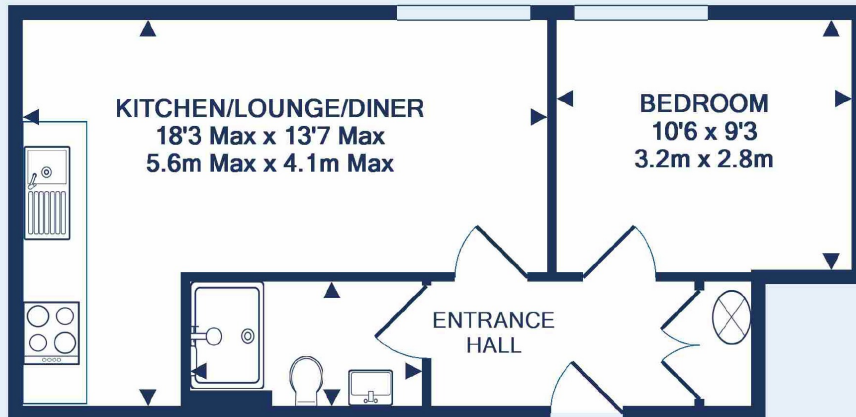 KITCHEN/LOUNGE/DINER
18'3 Max x 13'7 Max
5.6m Max x 4.1m Max
BEDROOM
10'6 x 9'3
3.2m x 2.8m
ENTRANCE
HALL